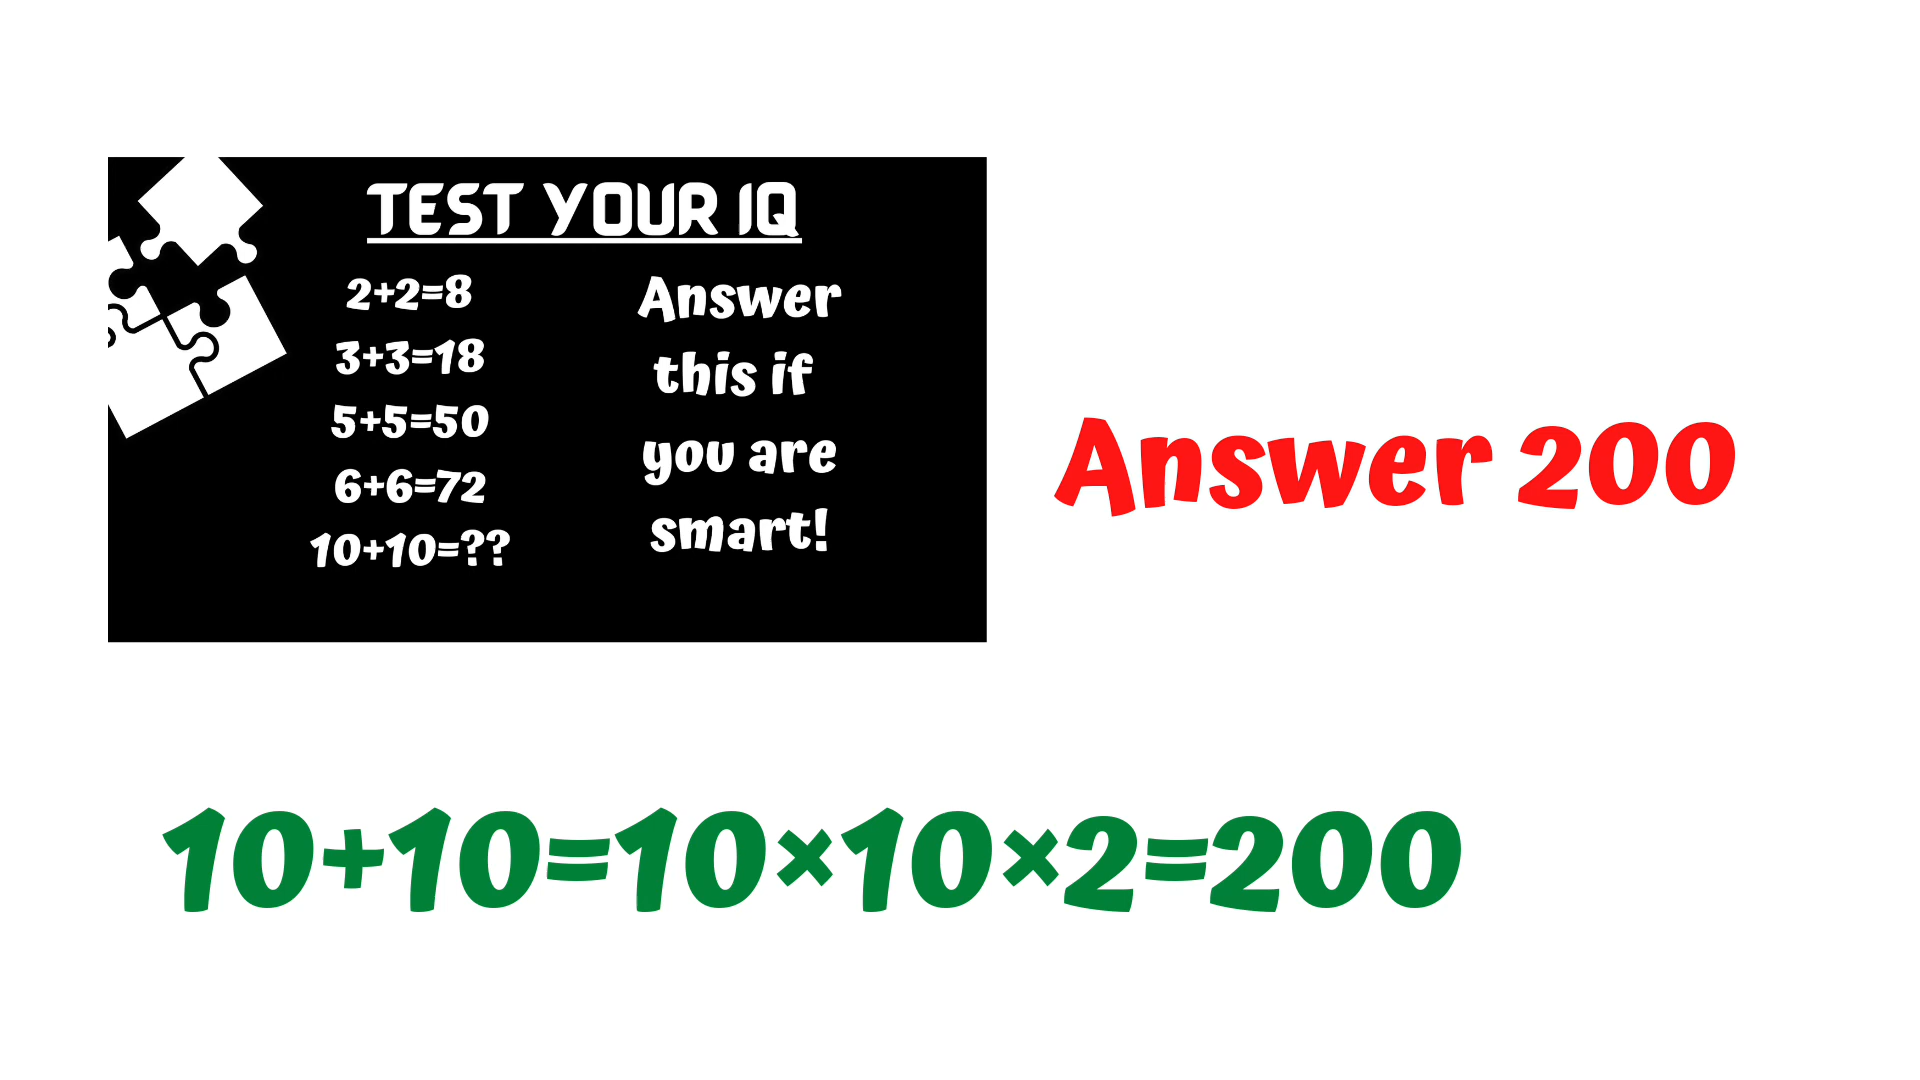 TEST YOUR IQ
2+2=8
3+3=18
5+5=50
6+6=72
10+10=??
Answer
this if
you are
smart!
Answer 200
10+10=10×10×2=200